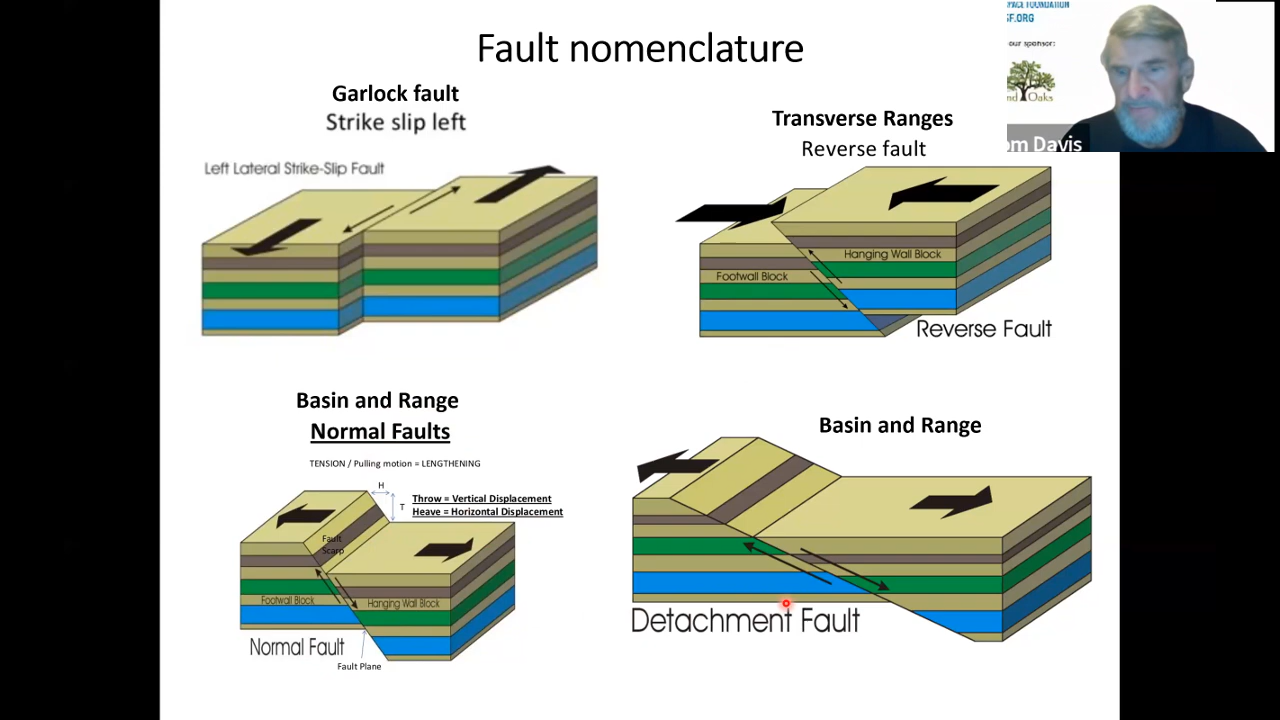 Fault nomenclature
SPACE FOUNDATION
SF.ORG
our sponsor:
Oaks
Davis
Garlock fault
Strike slip left
Left Lateral Strike-Slip Fault
Transverse Ranges
Reverse fault
Footwall Block
Hanging Wall Block
Reverse Fault
Basin and Range
Normal Faults
TENSION / Pulling motion = LENGTHENING
H
T
Throw = Vertical Displacement
Heave = Horizontal Displacement
Fault
Scarp
Footwall Block
Hanging Wall Block
Normal Fault
Fault Plane
Basin and Range
Detachment Fault